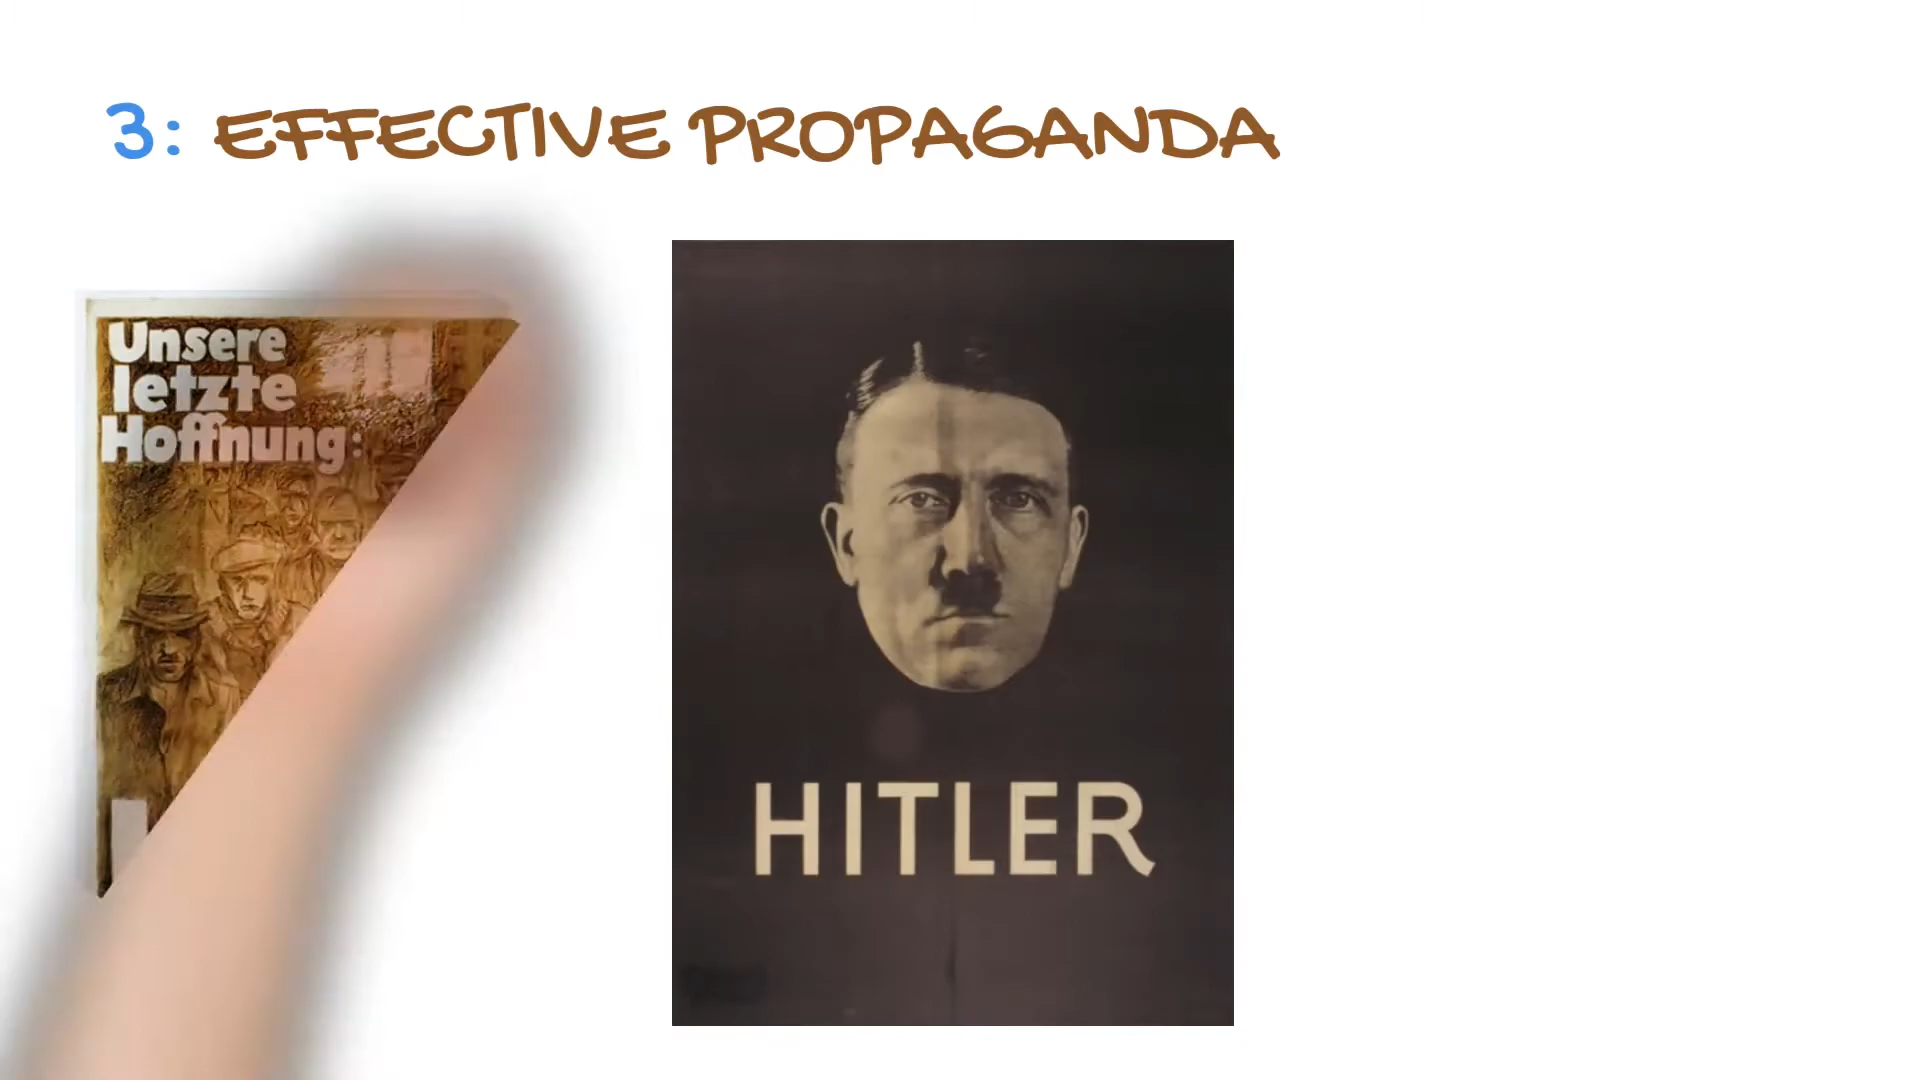 3: EFFECTIVE PROPAGANDA
Unsere
letzte
Hoffnung:
HITLER